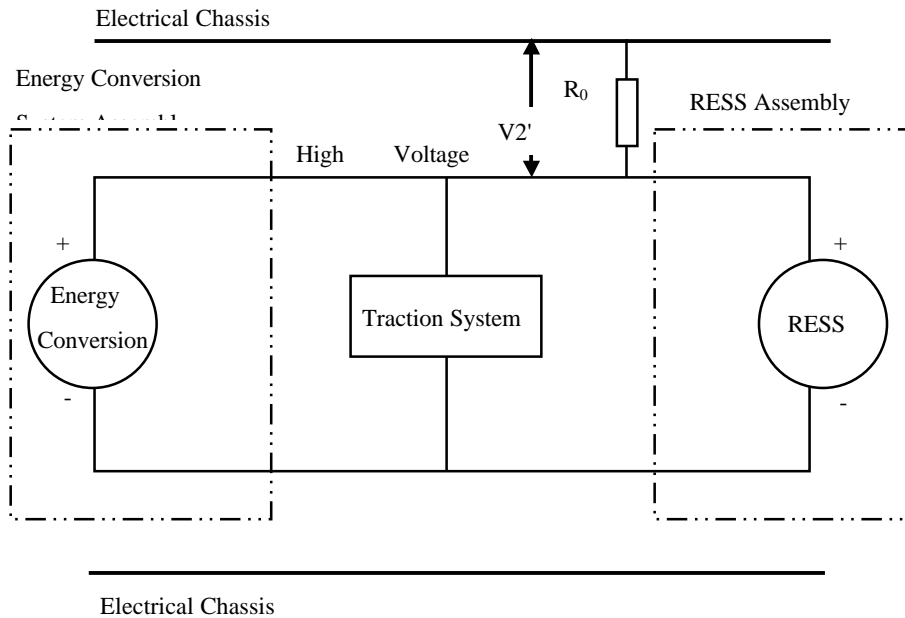 Electrical Chassis
Energy Conversion
R₀
RESS Assembly
V2'
High Voltage
+
+
Energy
Conversion
Traction System
RESS
-
-
Electrical Chassis